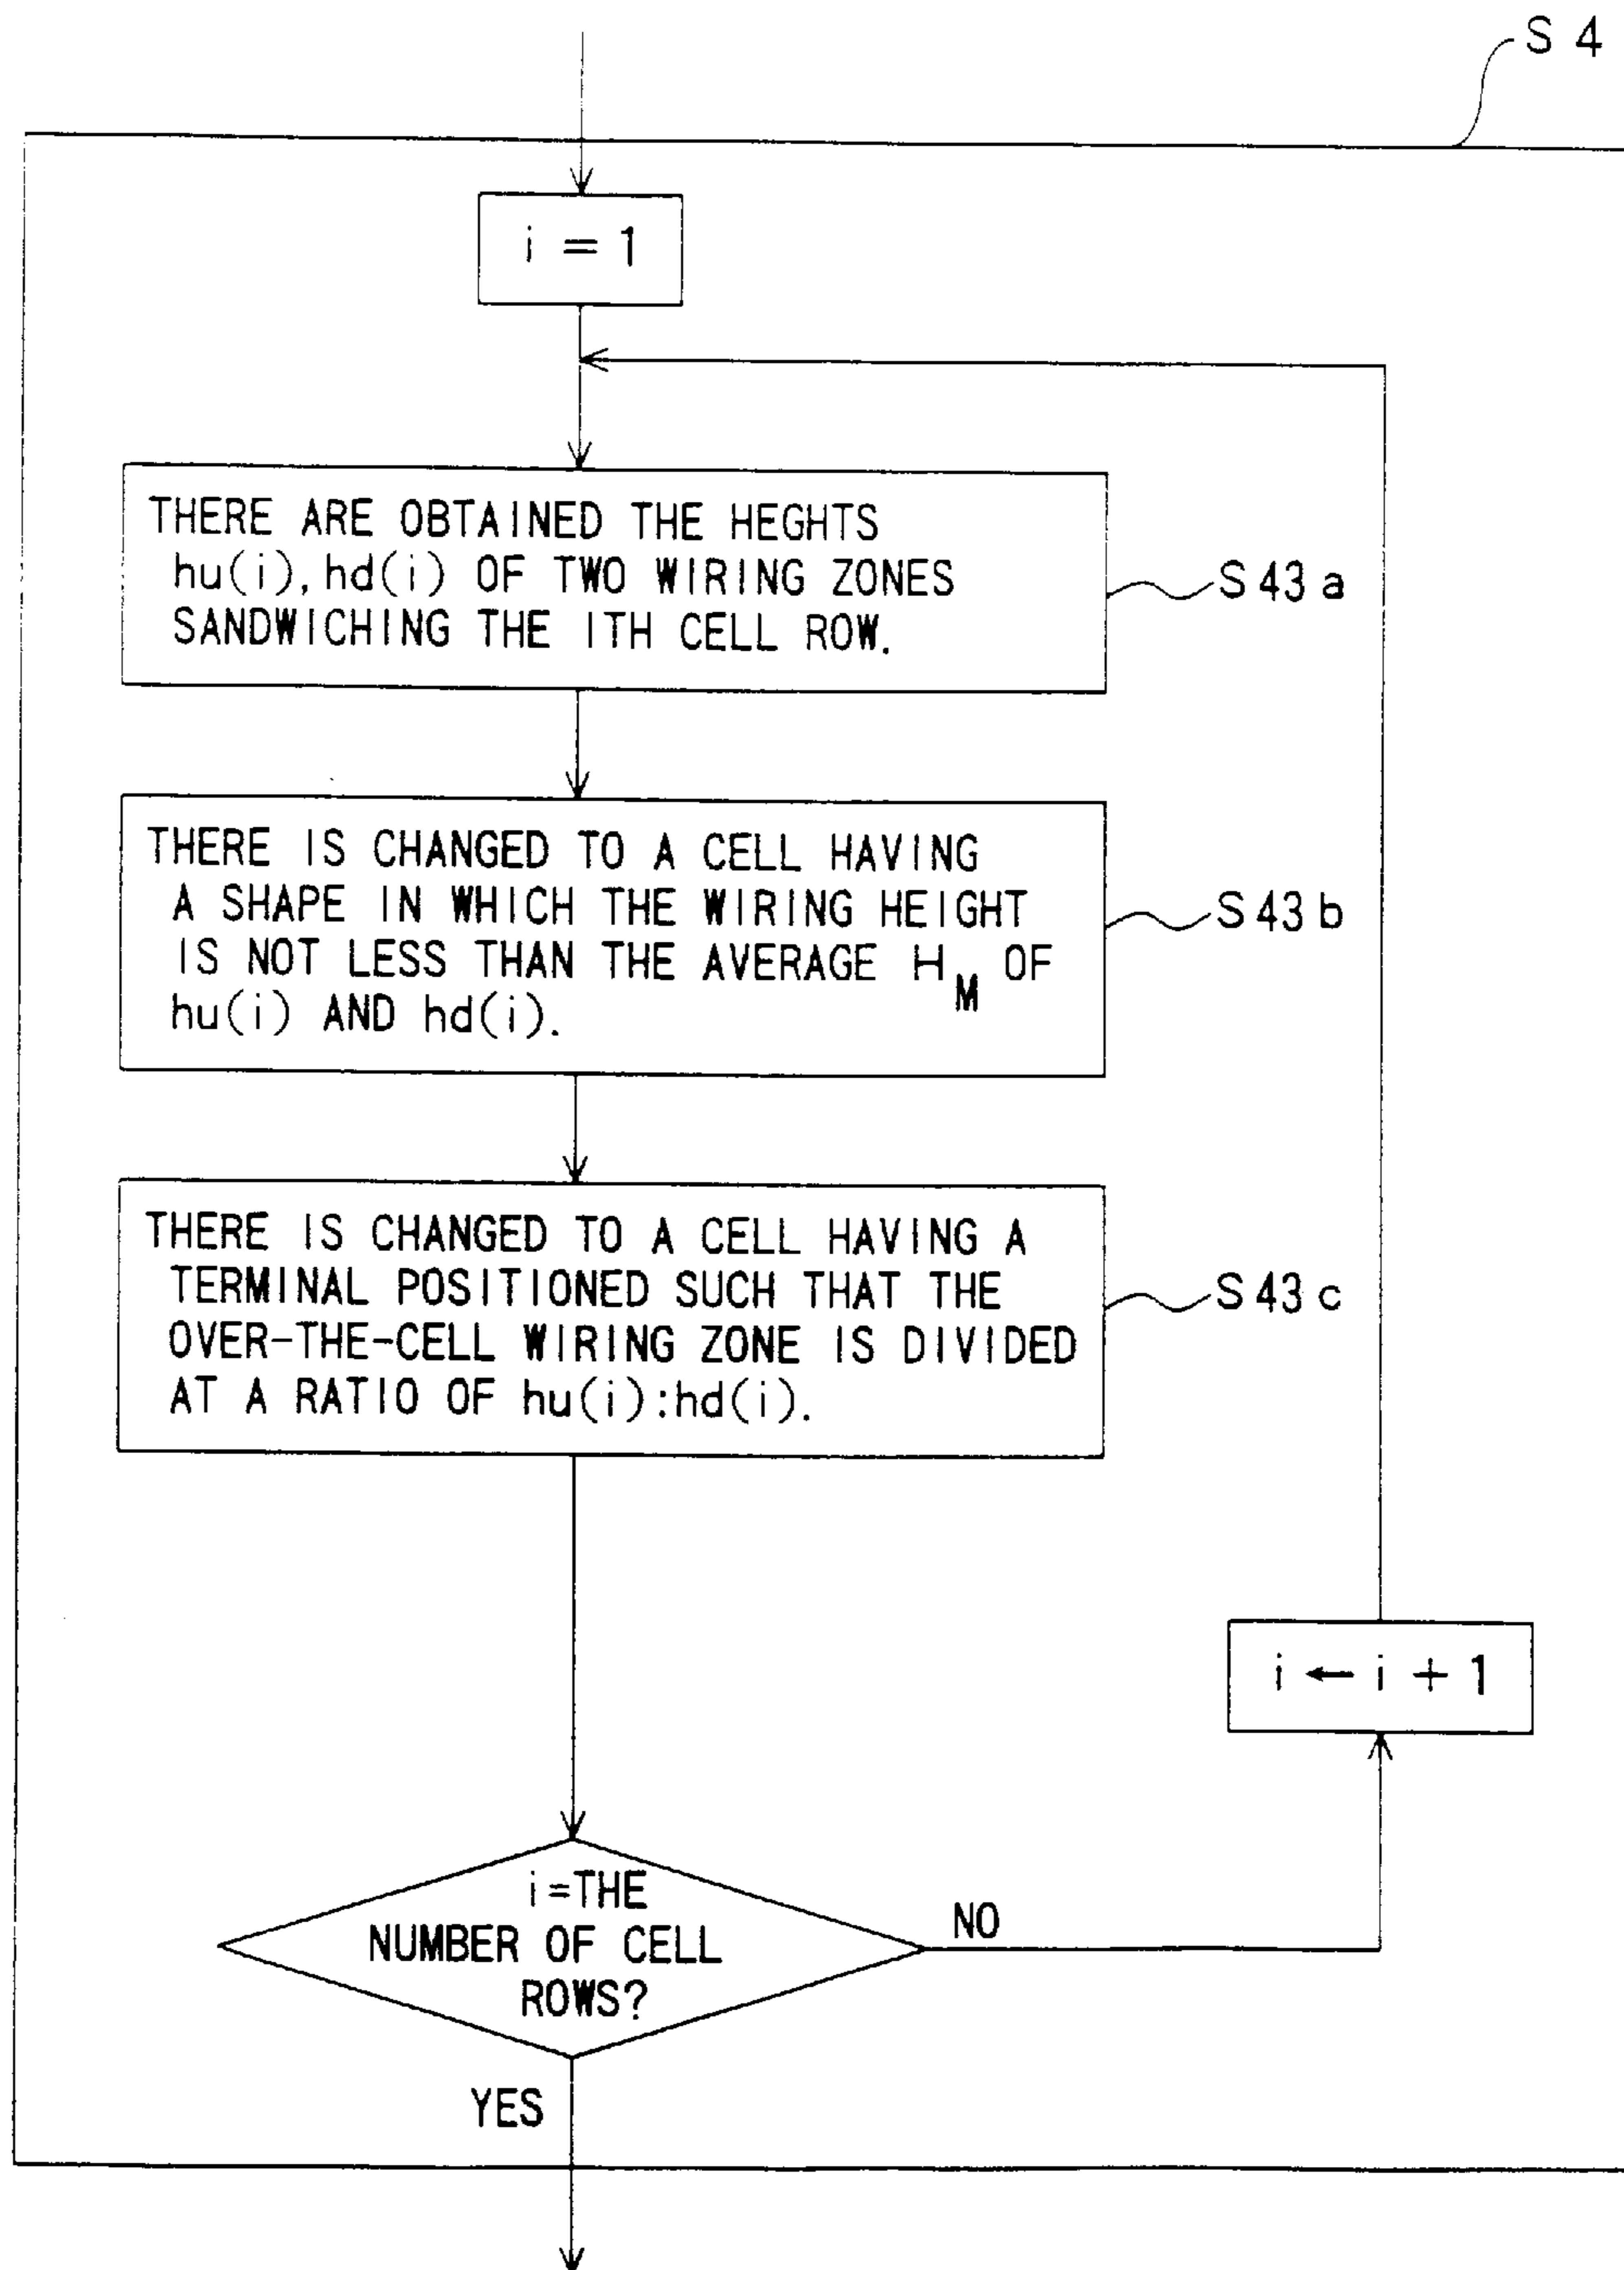 S 4
i = 1
THERE ARE OBTAINED THE HEGHTS
hu(i), hd(i) OF TWO WIRING ZONES
SANDWICHING THE ITH CELL ROW.
S 43 a
THERE IS CHANGED TO A CELL HAVING
A SHAPE IN WHICH THE WIRING HEIGHT
IS NOT LESS THAN THE AVERAGE H_M OF
hu(i) AND hd(i).
S 43 b
THERE IS CHANGED TO A CELL HAVING A
TERMINAL POSITIONED SUCH THAT THE
OVER-THE-CELL WIRING ZONE IS DIVIDED
AT A RATIO OF hu(i):hd(i).
S 43 c
i ← i + 1
i=THE
NUMBER OF CELL
ROWS?
NO
YES